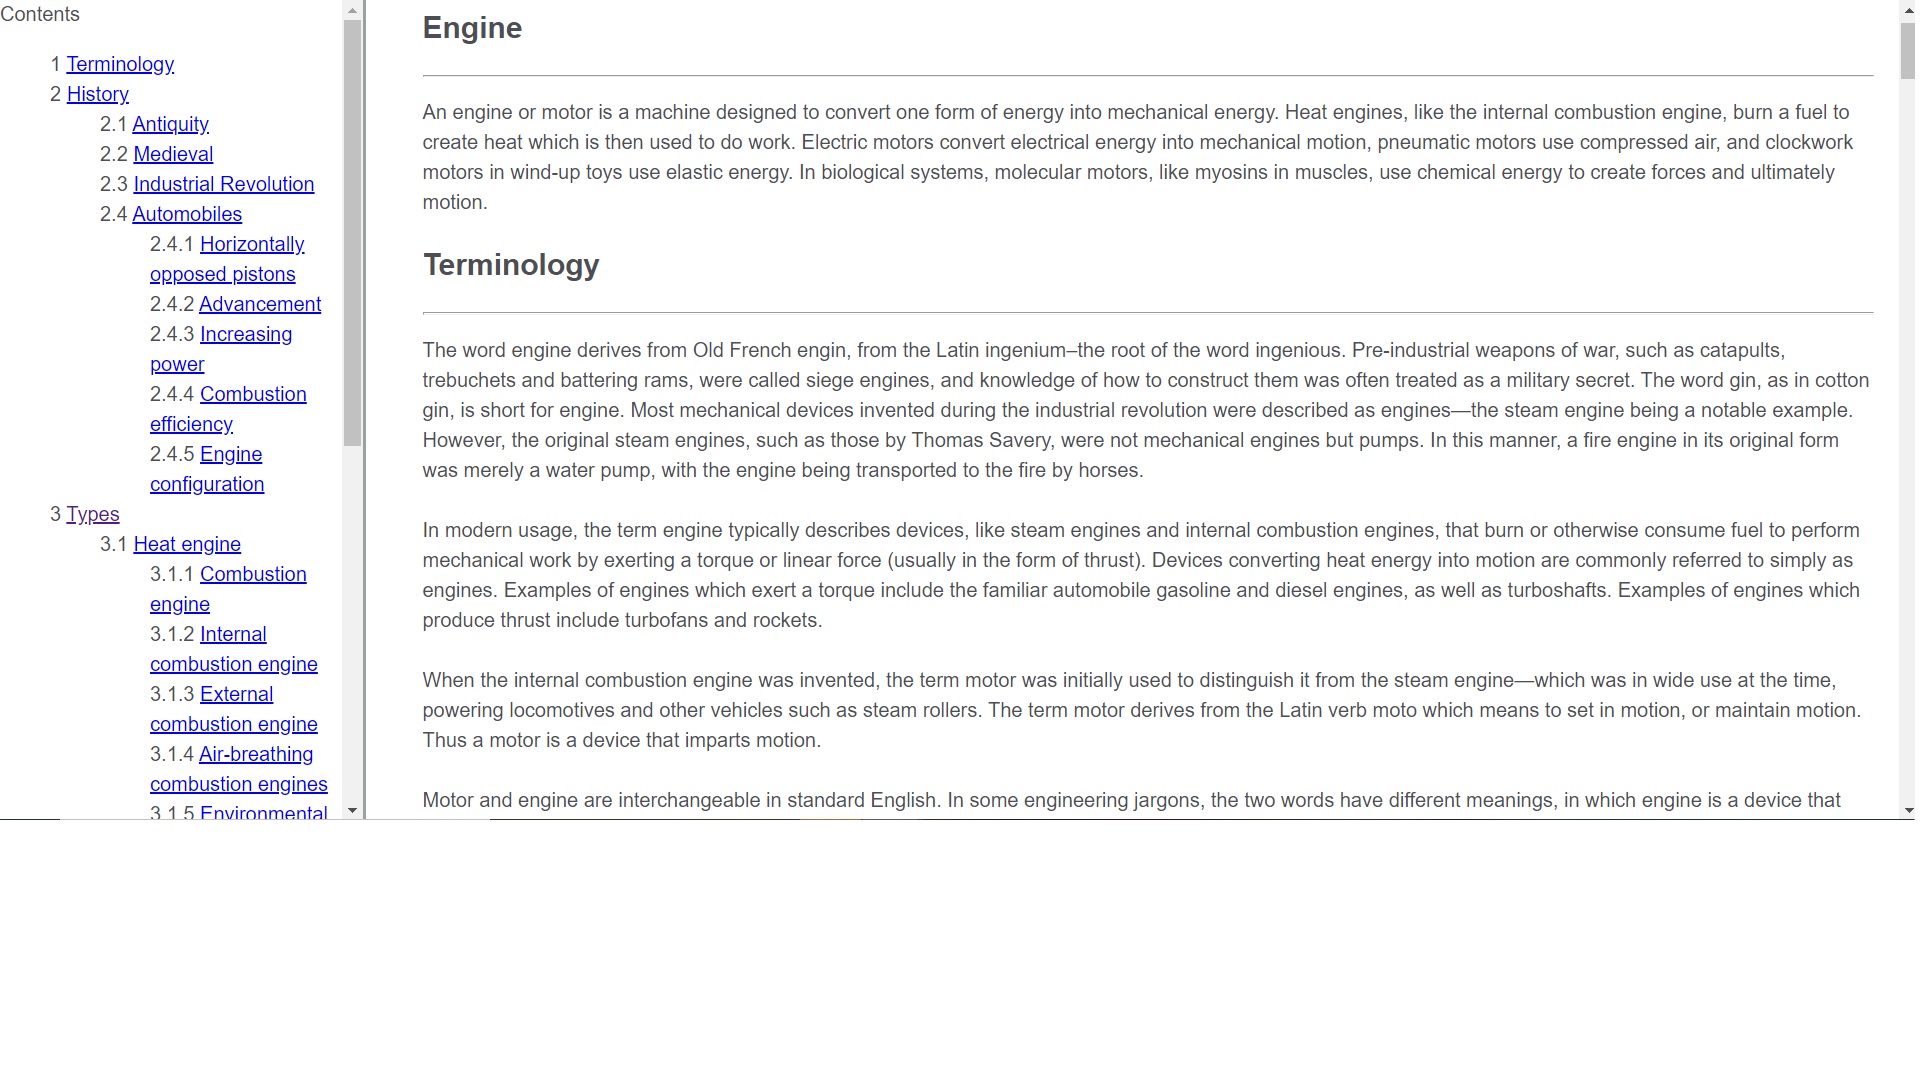 Contents
1 Terminology
2 History
2.1 Antiquity
2.2 Medieval
2.3 Industrial Revolution
2.4 Automobiles
2.4.1 Horizontally
opposed pistons
2.4.2 Advancement
2.4.3 Increasing
power
2.4.4 Combustion
efficiency
2.4.5 Engine
configuration
3 Types
3.1 Heat engine
3.1.1 Combustion
engine
3.1.2 Internal
combustion engine
3.1.3 External
combustion engine
3.1.4 Air-breathing
combustion engines
3.1.5 Environmental
Engine
An engine or motor is a machine designed to convert one form of energy into mechanical energy. Heat engines, like the internal combustion engine, burn a fuel to
create heat which is then used to do work. Electric motors convert electrical energy into mechanical motion, pneumatic motors use compressed air, and clockwork
motors in wind-up toys use elastic energy. In biological systems, molecular motors, like myosins in muscles, use chemical energy to create forces and ultimately
motion.
Terminology
The word engine derives from Old French engin, from the Latin ingenium–the root of the word ingenious. Pre-industrial weapons of war, such as catapults,
trebuchets and battering rams, were called siege engines, and knowledge of how to construct them was often treated as a military secret. The word gin, as in cotton
gin, is short for engine. Most mechanical devices invented during the industrial revolution were described as engines—the steam engine being a notable example.
However, the original steam engines, such as those by Thomas Savery, were not mechanical engines but pumps. In this manner, a fire engine in its original form
was merely a water pump, with the engine being transported to the fire by horses.
In modern usage, the term engine typically describes devices, like steam engines and internal combustion engines, that burn or otherwise consume fuel to perform
mechanical work by exerting a torque or linear force (usually in the form of thrust). Devices converting heat energy into motion are commonly referred to simply as
engines. Examples of engines which exert a torque include the familiar automobile gasoline and diesel engines, as well as turboshafts. Examples of engines which
produce thrust include turbofans and rockets.
When the internal combustion engine was invented, the term motor was initially used to distinguish it from the steam engine—which was in wide use at the time,
powering locomotives and other vehicles such as steam rollers. The term motor derives from the Latin verb moto which means to set in motion, or maintain motion.
Thus a motor is a device that imparts motion.
Motor and engine are interchangeable in standard English. In some engineering jargons, the two words have different meanings, in which engine is a device that